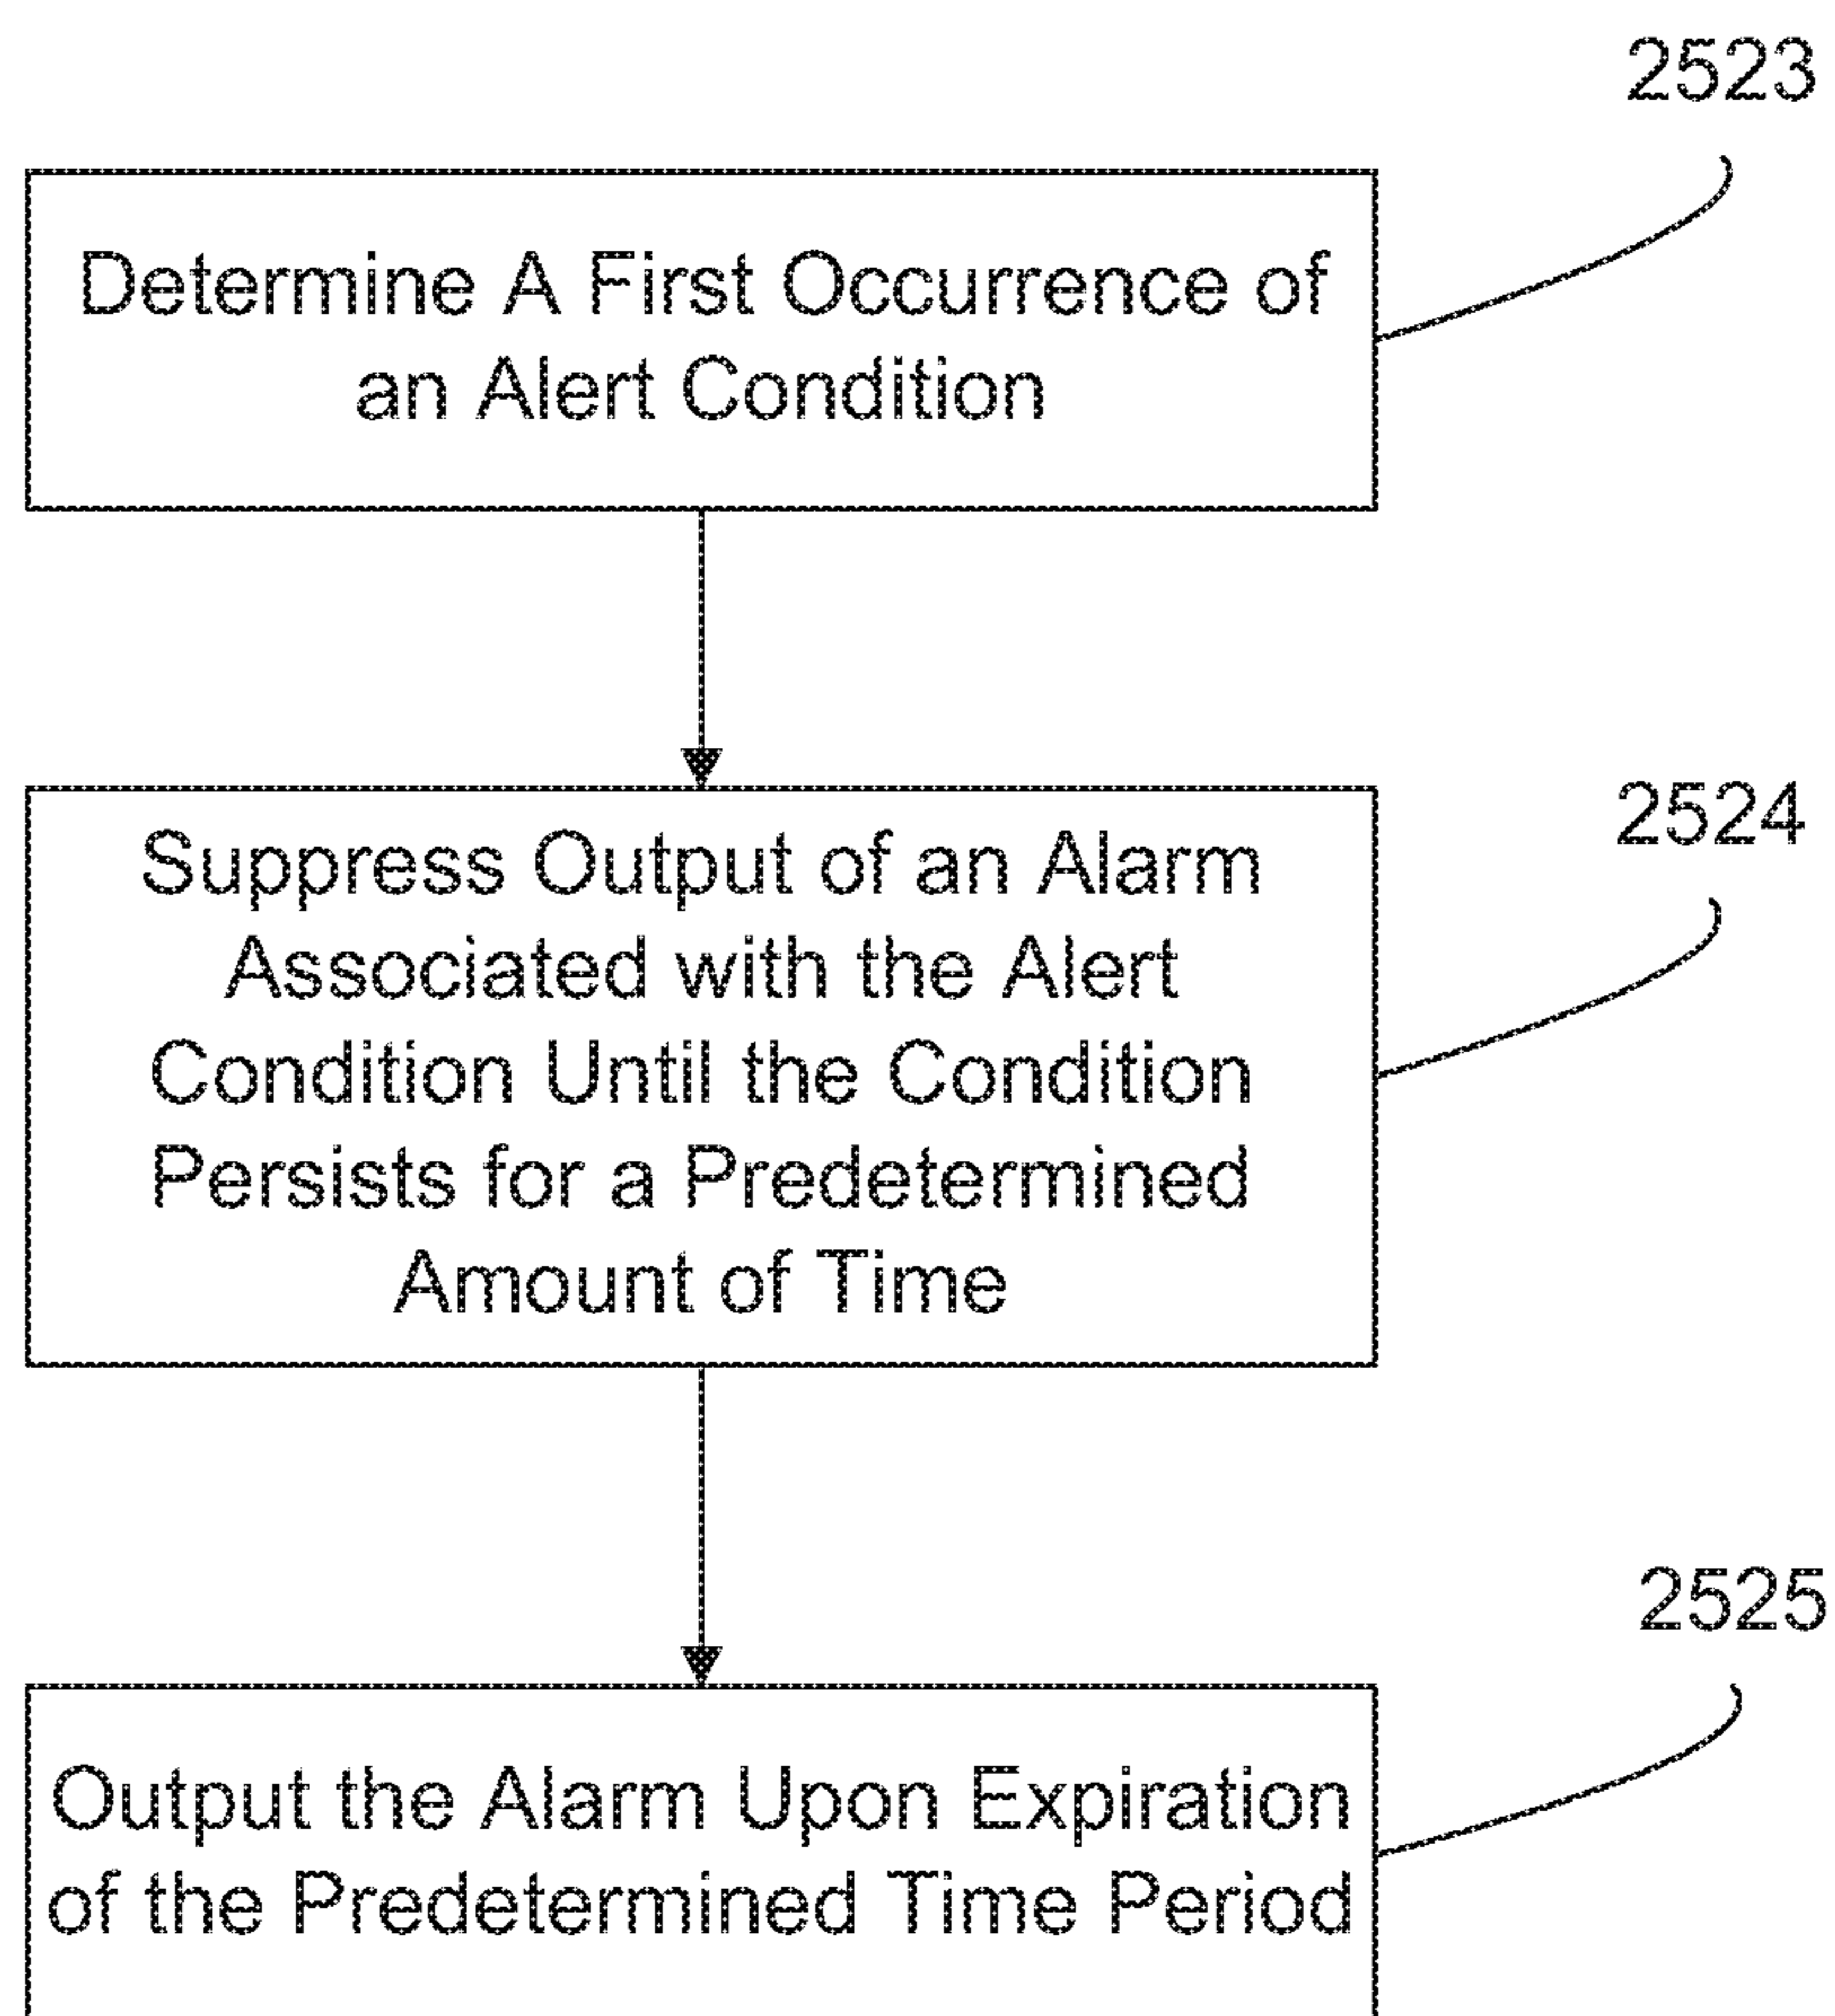 2523
Determine A First Occurrence of
an Alert Condition
2524
Suppress Output of an Alarm
Associated with the Alert
Condition Until the Condition
Persists for a Predetermined
Amount of Time
2525
Output the Alarm Upon Expiration
of the Predetermined Time Period